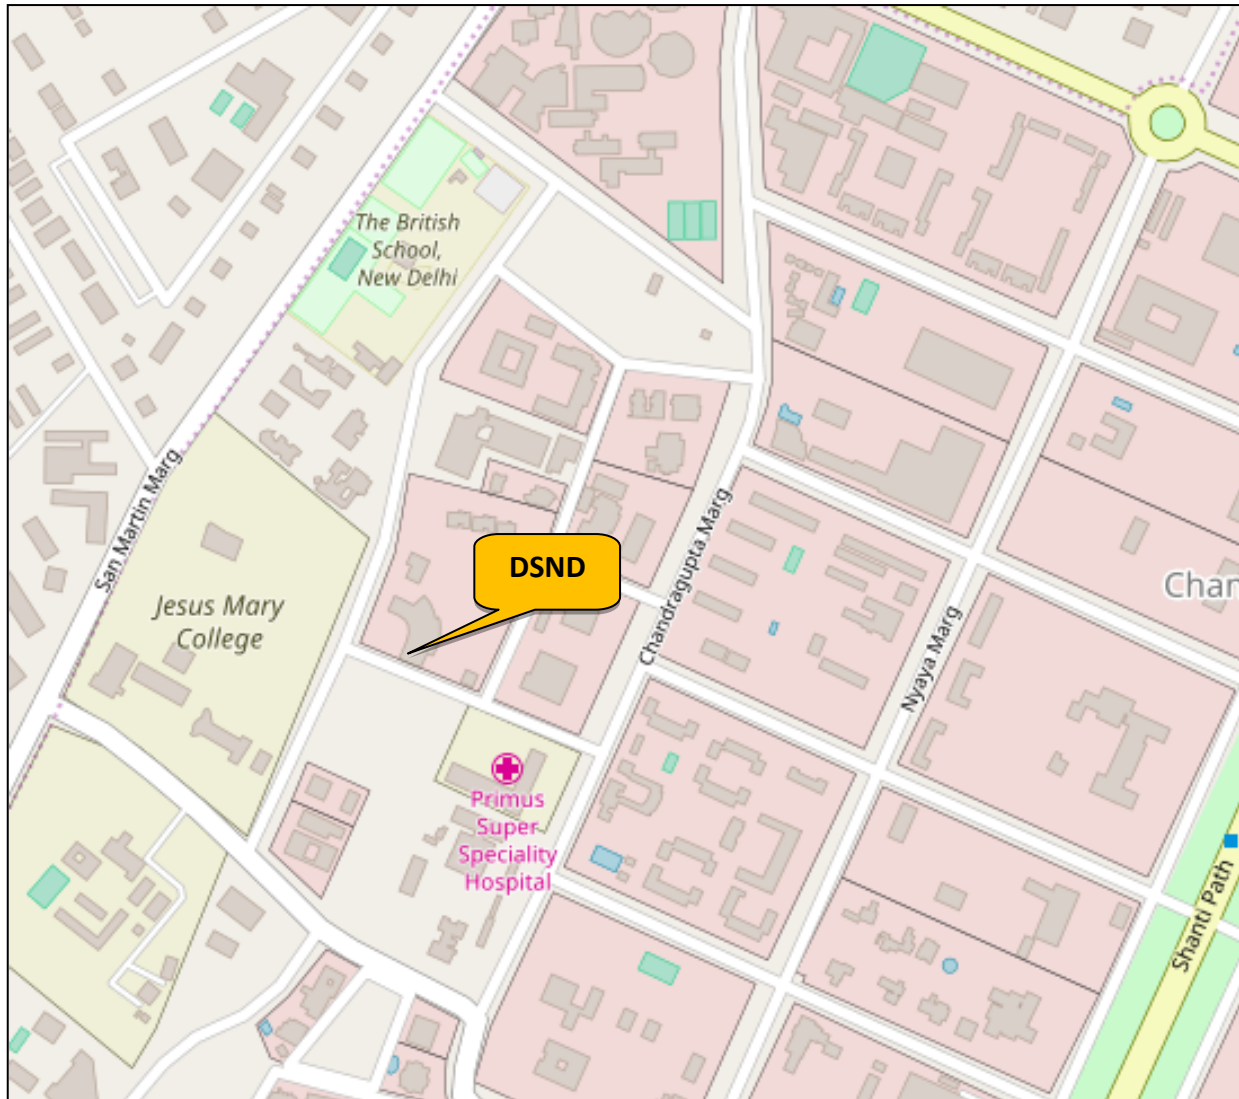 The British
School,
New Delhi
San Martin Marg
Chandragupta Marg
DSND
Jesus Mary
College
Chan
Nyaya Marg
Primus
Super
Speciality
Hospital
Shanti Path